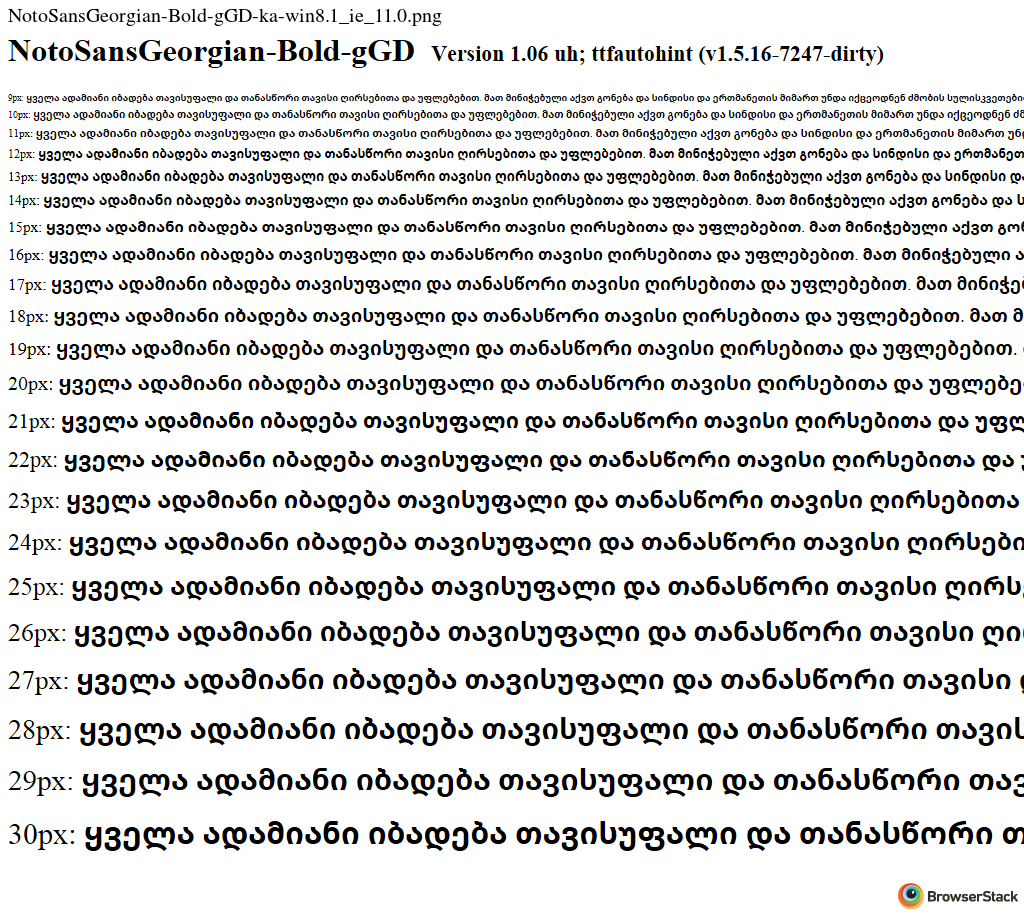 NotoSansGeorgian-Bold-gGD-ka-win8.1_ie_11.0.png
NotoSansGeorgian-Bold-gGD Version 1.06 uh; ttfautohint (v1.5.16-7247-dirty)
9px: ყველა ადამიანი იბადება თავისუფალი და თანასწორი თავისი ღირსებითა და უფლებებით. მათ მინიჭებული აქვთ გონება და სინდისი და ერთმანეთის მიმართ უნდა იქცეოდნენ ძმობის სულისკვეთები
10px: ყველა ადამიანი იბადება თავისუფალი და თანასწორი თავისი ღირსებითა და უფლებებით. მათ მინიჭებული აქვთ გონება და სინდისი და ერთმანეთის მიმართ უნდა იქცეოდნენ ძმ
11px: ყველა ადამიანი იბადება თავისუფალი და თანასწორი თავისი ღირსებითა და უფლებებით. მათ მინიჭებული აქვთ გონება და სინდისი და ერთმანეთის მიმართ უნ
12px: ყველა ადამიანი იბადება თავისუფალი და თანასწორი თავისი ღირსებითა და უფლებებით. მათ მინიჭებული აქვთ გონება და სინდისი და ერთმანეთ
13px: ყველა ადამიანი იბადება თავისუფალი და თანასწორი თავისი ღირსებითა და უფლებებით. მათ მინიჭებული აქვთ გონება და სინდისი და
14px: ყველა ადამიანი იბადება თავისუფალი და თანასწორი თავისი ღირსებითა და უფლებებით. მათ მინიჭებული აქვთ გონება და ს
15px: ყველა ადამიანი იბადება თავისუფალი და თანასწორი თავისი ღირსებითა და უფლებებით. მათ მინიჭებული აქვთ გონ
16px: ყველა ადამიანი იბადება თავისუფალი და თანასწორი თავისი ღირსებითა და უფლებებით. მათ მინიჭებული ა
17px: ყველა ადამიანი იბადება თავისუფალი და თანასწორი თავისი ღირსებითა და უფლებებით. მათ მინიჭებ
18px: ყველა ადამიანი იბადება თავისუფალი და თანასწორი თავისი ღირსებითა და უფლებებით. მათ მ
19px: ყველა ადამიანი იბადება თავისუფალი და თანასწორი თავისი ღირსებითა და უფლებებით.
20px: ყველა ადამიანი იბადება თავისუფალი და თანასწორი თავისი ღირსებითა და უფლებე
21px: ყველა ადამიანი იბადება თავისუფალი და თანასწორი თავისი ღირსებითა და უფლ
22px: ყველა ადამიანი იბადება თავისუფალი და თანასწორი თავისი ღირსებითა და
23px: ყველა ადამიანი იბადება თავისუფალი და თანასწორი თავისი ღირსებითა
24px: ყველა ადამიანი იბადება თავისუფალი და თანასწორი თავისი ღირსები
25px: ყველა ადამიანი იბადება თავისუფალი და თანასწორი თავისი ღირს
26px: ყველა ადამიანი იბადება თავისუფალი და თანასწორი თავისი ღი
27px: ყველა ადამიანი იბადება თავისუფალი და თანასწორი თავისი
28px: ყველა ადამიანი იბადება თავისუფალი და თანასწორი თავის
29px: ყველა ადამიანი იბადება თავისუფალი და თანასწორი თავ
30px: ყველა ადამიანი იბადება თავისუფალი და თანასწორი თ
BrowserStack